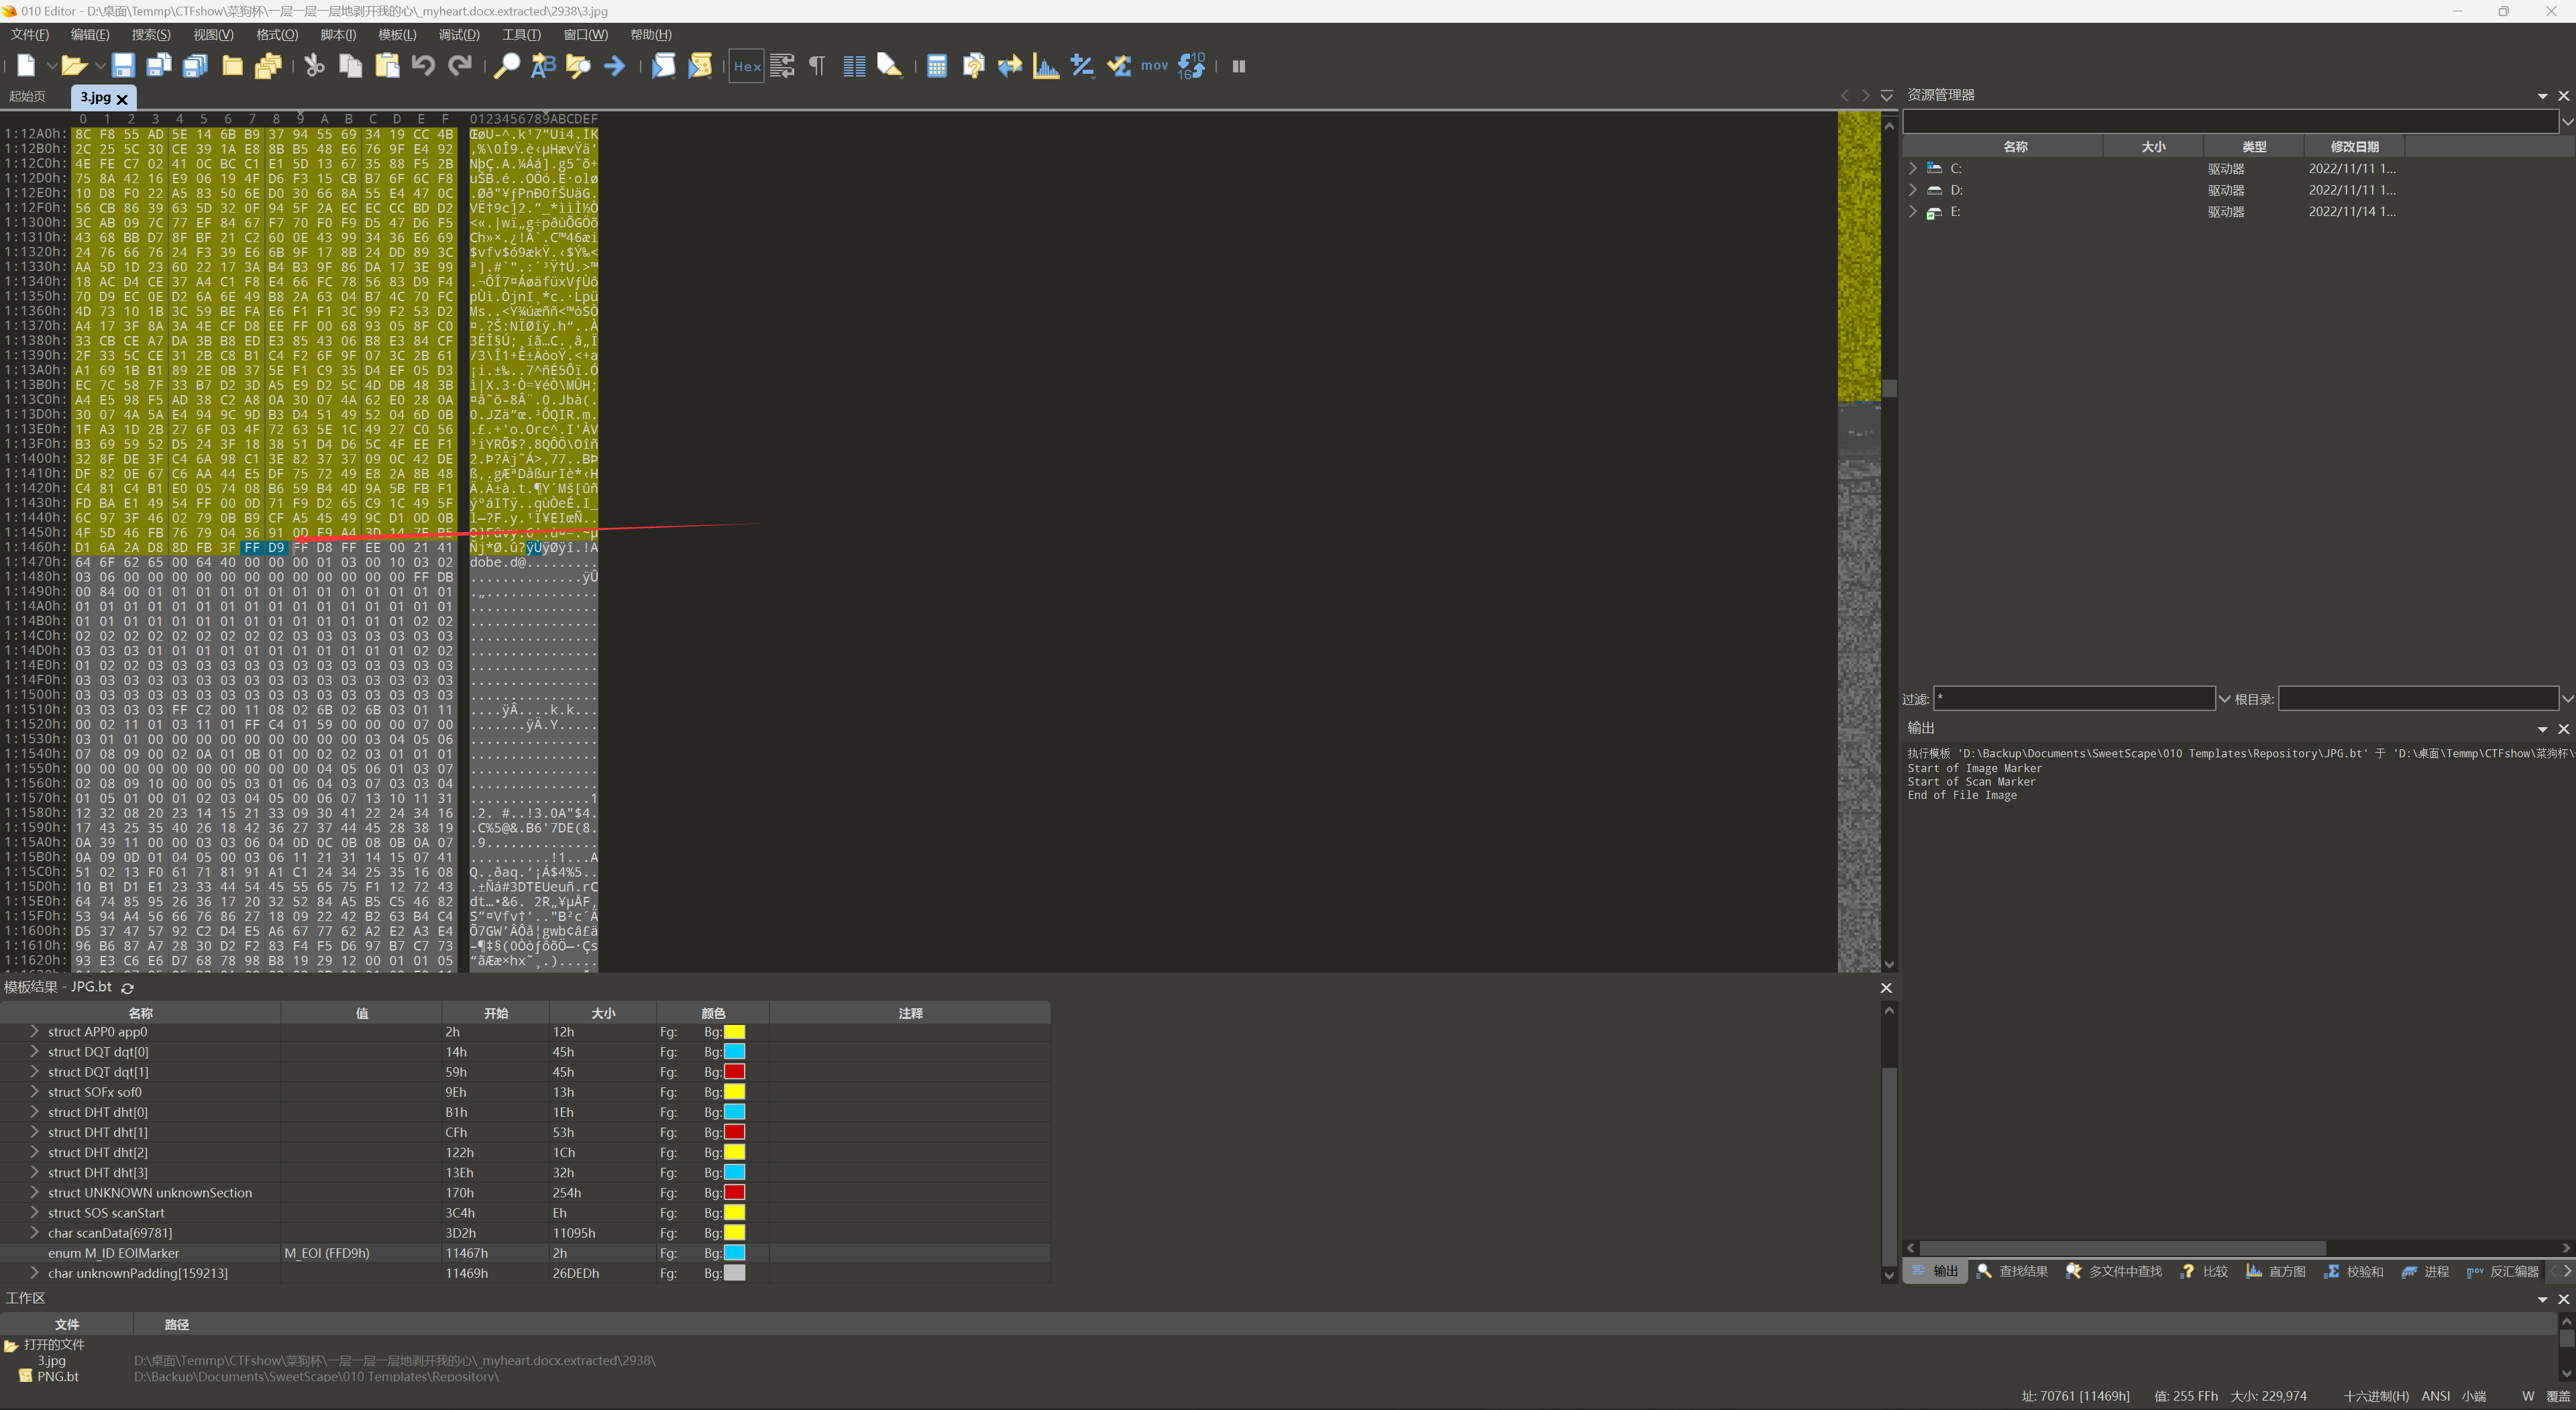 010 Editor - D:\桌面\Temmp\CTFshow\菜狗杯\一层一层一层地剥开我的心\_myheart.docx.extracted\2938\3.jpg
文件(F) 编辑(E) 搜索(S) 视图(V) 格式(O) 脚本(I) 模板(L) 调试(D) 工具(T) 窗口(W) 帮助(H)
Hex mov
起始页 3.jpg
0 1 2 3 4 5 6 7 8 9 A B C D E F 0123456789ABCDEF
1:12A0h: 8C F8 55 AD 5E 14 6B B9 37 94 55 69 34 19 CC 4B
1:12B0h: 2C 25 5C 30 CE 39 1A E8 8B B5 48 E6 76 9F E4 92
1:12C0h: 4E FE C7 02 41 0C BC C1 E1 5D 13 67 35 88 F5 2B
1:12D0h: 75 8A 42 16 E9 06 19 4F D6 F3 15 CB B7 6F 6C F8
1:12E0h: 10 D8 F0 22 A5 83 50 6E D0 30 66 8A 55 E4 47 0C
1:12F0h: 56 CB 86 39 63 5D 32 0F 94 5F 2A EC EC CC BD D2
1:1300h: 3C AB 09 7C 77 EF 84 67 F7 70 F0 F9 D5 47 D6 F5
1:1310h: 43 68 BB D7 8F BF 21 C2 60 0E 43 99 34 36 E6 69
1:1320h: 24 76 66 76 24 F3 39 E6 6B 9F 17 8B 24 DD 89 3C
1:1330h: AA 5D 1D 23 60 22 17 3A B4 B3 9F 86 DA 17 3E 99
1:1340h: 18 AC D4 CE 37 A4 C1 F8 E4 66 FC 78 56 83 D9 F4
1:1350h: 70 D9 EC 0E D2 6A 6E 49 B8 2A 63 04 B7 4C 70 FC
1:1360h: 4D 73 10 1B 3C 59 BE FA E6 F1 F1 3C 99 F2 53 D2
1:1370h: A4 17 3F 8A 3A 4E CF D8 EE FF 00 68 93 05 8F C0
1:1380h: 33 CB CE A7 DA 3B B8 ED E3 85 43 06 B8 E3 84 CF
1:1390h: 2F 33 5C CE 31 2B C8 B1 C4 F2 6F 9F 07 3C 2B 61
1:13A0h: A1 69 1B B1 89 2E 0B 37 5E F1 C9 35 D4 EF 05 D3
1:13B0h: EC 7C 58 7F 33 B7 D2 3D A5 E9 D2 5C 4D DB 48 3B
1:13C0h: A4 E5 98 F5 AD 38 C2 A8 0A 30 07 4A 62 E0 28 0A
1:13D0h: 30 07 4A 5A E4 94 9C 9D B3 D4 51 49 52 04 6D 0B
1:13E0h: 1F A3 1D 2B 27 6F 03 4F 72 63 5E 1C 49 27 C0 56
1:13F0h: B3 69 59 52 D5 24 3F 18 38 51 D4 D6 5C 4F EE F1
1:1400h: 32 8F DE 3F C4 6A 98 C1 3E 82 37 37 09 0C 42 DE
1:1410h: DF 82 0E 67 C6 AA 44 E5 DF 75 72 49 E8 2A 8B 48
1:1420h: C4 81 C4 B1 E0 05 74 08 B6 59 B4 4D 9A 5B FB F1
1:1430h: FD BA E1 49 54 FF 00 0D 71 F9 D2 65 C9 1C 49 5F
1:1440h: 6C 97 3F 46 02 79 0B B9 CF A5 45 49 9C D1 0D 0B
1:1450h: 4F 5D 46 FB 76 79 04 36 91 0D F9 A4 3D 14 7E B5
1:1460h: D1 6A 2A D8 8D FB 3F FF D9 FF D8 FF EE 00 21 41
1:1470h: 64 6F 62 65 00 64 40 00 00 00 01 03 00 10 03 02
1:1480h: 03 06 00 00 00 00 00 00 00 00 00 00 00 00 FF DB
1:1490h: 00 84 00 01 01 01 01 01 01 01 01 01 01 01 01 01
1:14A0h: 01 01 01 01 01 01 01 01 01 01 01 01 01 01 01 01
1:14B0h: 01 01 01 01 01 01 01 01 01 01 01 01 01 01 02 02
1:14C0h: 02 02 02 02 02 02 02 02 02 03 03 03 03 03 03 03
1:14D0h: 03 03 03 01 01 01 01 01 01 01 01 01 01 01 02 02
1:14E0h: 01 02 02 03 03 03 03 03 03 03 03 03 03 03 03 03
1:14F0h: 03 03 03 03 03 03 03 03 03 03 03 03 03 03 03 03
1:1500h: 03 03 03 03 03 03 03 03 03 03 03 03 03 03 03 03
1:1510h: 03 03 03 03 FF C2 00 11 08 02 6B 02 6B 03 01 11
1:1520h: 00 02 11 01 03 11 01 FF C4 01 59 00 00 00 07 00
1:1530h: 03 01 01 00 00 00 00 00 00 00 00 00 03 04 05 06
1:1540h: 07 08 09 00 02 0A 01 0B 01 00 02 02 03 01 01 01
1:1550h: 00 00 00 00 00 00 00 00 00 00 04 05 06 01 03 07
1:1560h: 02 08 09 10 00 00 05 03 01 06 04 03 07 03 03 04
1:1570h: 01 05 01 00 01 02 03 04 05 00 06 07 13 10 11 31
1:1580h: 12 32 08 20 23 14 15 21 33 09 30 41 22 24 34 16
1:1590h: 17 43 25 35 40 26 18 42 36 27 37 44 45 28 38 19
1:15A0h: 0A 39 11 00 00 03 03 06 04 0D 0C 0B 08 0B 0A 07
1:15B0h: 0A 09 0D 01 04 05 00 03 06 11 21 31 14 15 07 41
1:15C0h: 51 02 13 F0 61 71 81 91 A1 C1 24 34 25 35 16 08
1:15D0h: 10 B1 D1 E1 23 33 44 54 45 55 65 75 F1 12 72 43
1:15E0h: 64 74 85 95 26 36 17 20 32 52 84 A5 B5 C5 46 82
1:15F0h: 53 94 A4 56 66 76 86 27 18 09 22 42 B2 63 B4 C4
1:1600h: D5 37 47 57 92 C2 D4 E5 A6 67 77 62 A2 E2 A3 E4
1:1610h: 96 B6 87 A7 28 30 D2 F2 83 F4 F5 D6 97 B7 C7 73
1:1620h: 93 E3 C6 E6 D7 68 78 98 B8 19 29 12 00 01 01 05
模板结果 - JPG.bt
名称 值 开始 大小 颜色 注释
struct APP0 app0 2h 12h Fg: Bg:
struct DQT dqt[0] 14h 45h Fg: Bg:
struct DQT dqt[1] 59h 45h Fg: Bg:
struct SOFx sof0 9Eh 13h Fg: Bg:
struct DHT dht[0] B1h 1Eh Fg: Bg:
struct DHT dht[1] CFh 53h Fg: Bg:
struct DHT dht[2] 122h 1Ch Fg: Bg:
struct DHT dht[3] 13Eh 32h Fg: Bg:
struct UNKNOWN unknownSection 170h 254h Fg: Bg:
struct SOS scanStart 3C4h Eh Fg: Bg:
char scanData[69781] 3D2h 11095h Fg: Bg:
enum M_ID EOIMarker M_EOI (FFD9h) 11467h 2h Fg: Bg:
char unknownPadding[159213] 11469h 26DEDh Fg: Bg:
工作区
文件 路径
打开的文件
3.jpg D:\桌面\Temmp\CTFshow\菜狗杯\一层一层一层地剥开我的心\_myheart.docx.extracted\2938\
PNG.bt D:\Backup\Documents\SweetScape\010 Templates\Repository\
资源管理器
名称 大小 类型 修改日期
C: 驱动器 2022/11/11 1...
D: 驱动器 2022/11/11 1...
E: 驱动器 2022/11/14 1...
过滤: * 根目录:
输出
执行模板 'D:\Backup\Documents\SweetScape\010 Templates\Repository\JPG.bt' 于 'D:\桌面\Temmp\CTFshow\菜狗杯\
Start of Image Marker
Start of Scan Marker
End of File Image
输出 查找结果 多文件中查找 比较 直方图 校验和 进程 mov 反汇编器
址: 70761 [11469h] 值: 255 FFh 大小: 229,974 十六进制(H) ANSI 小端 W 覆盖